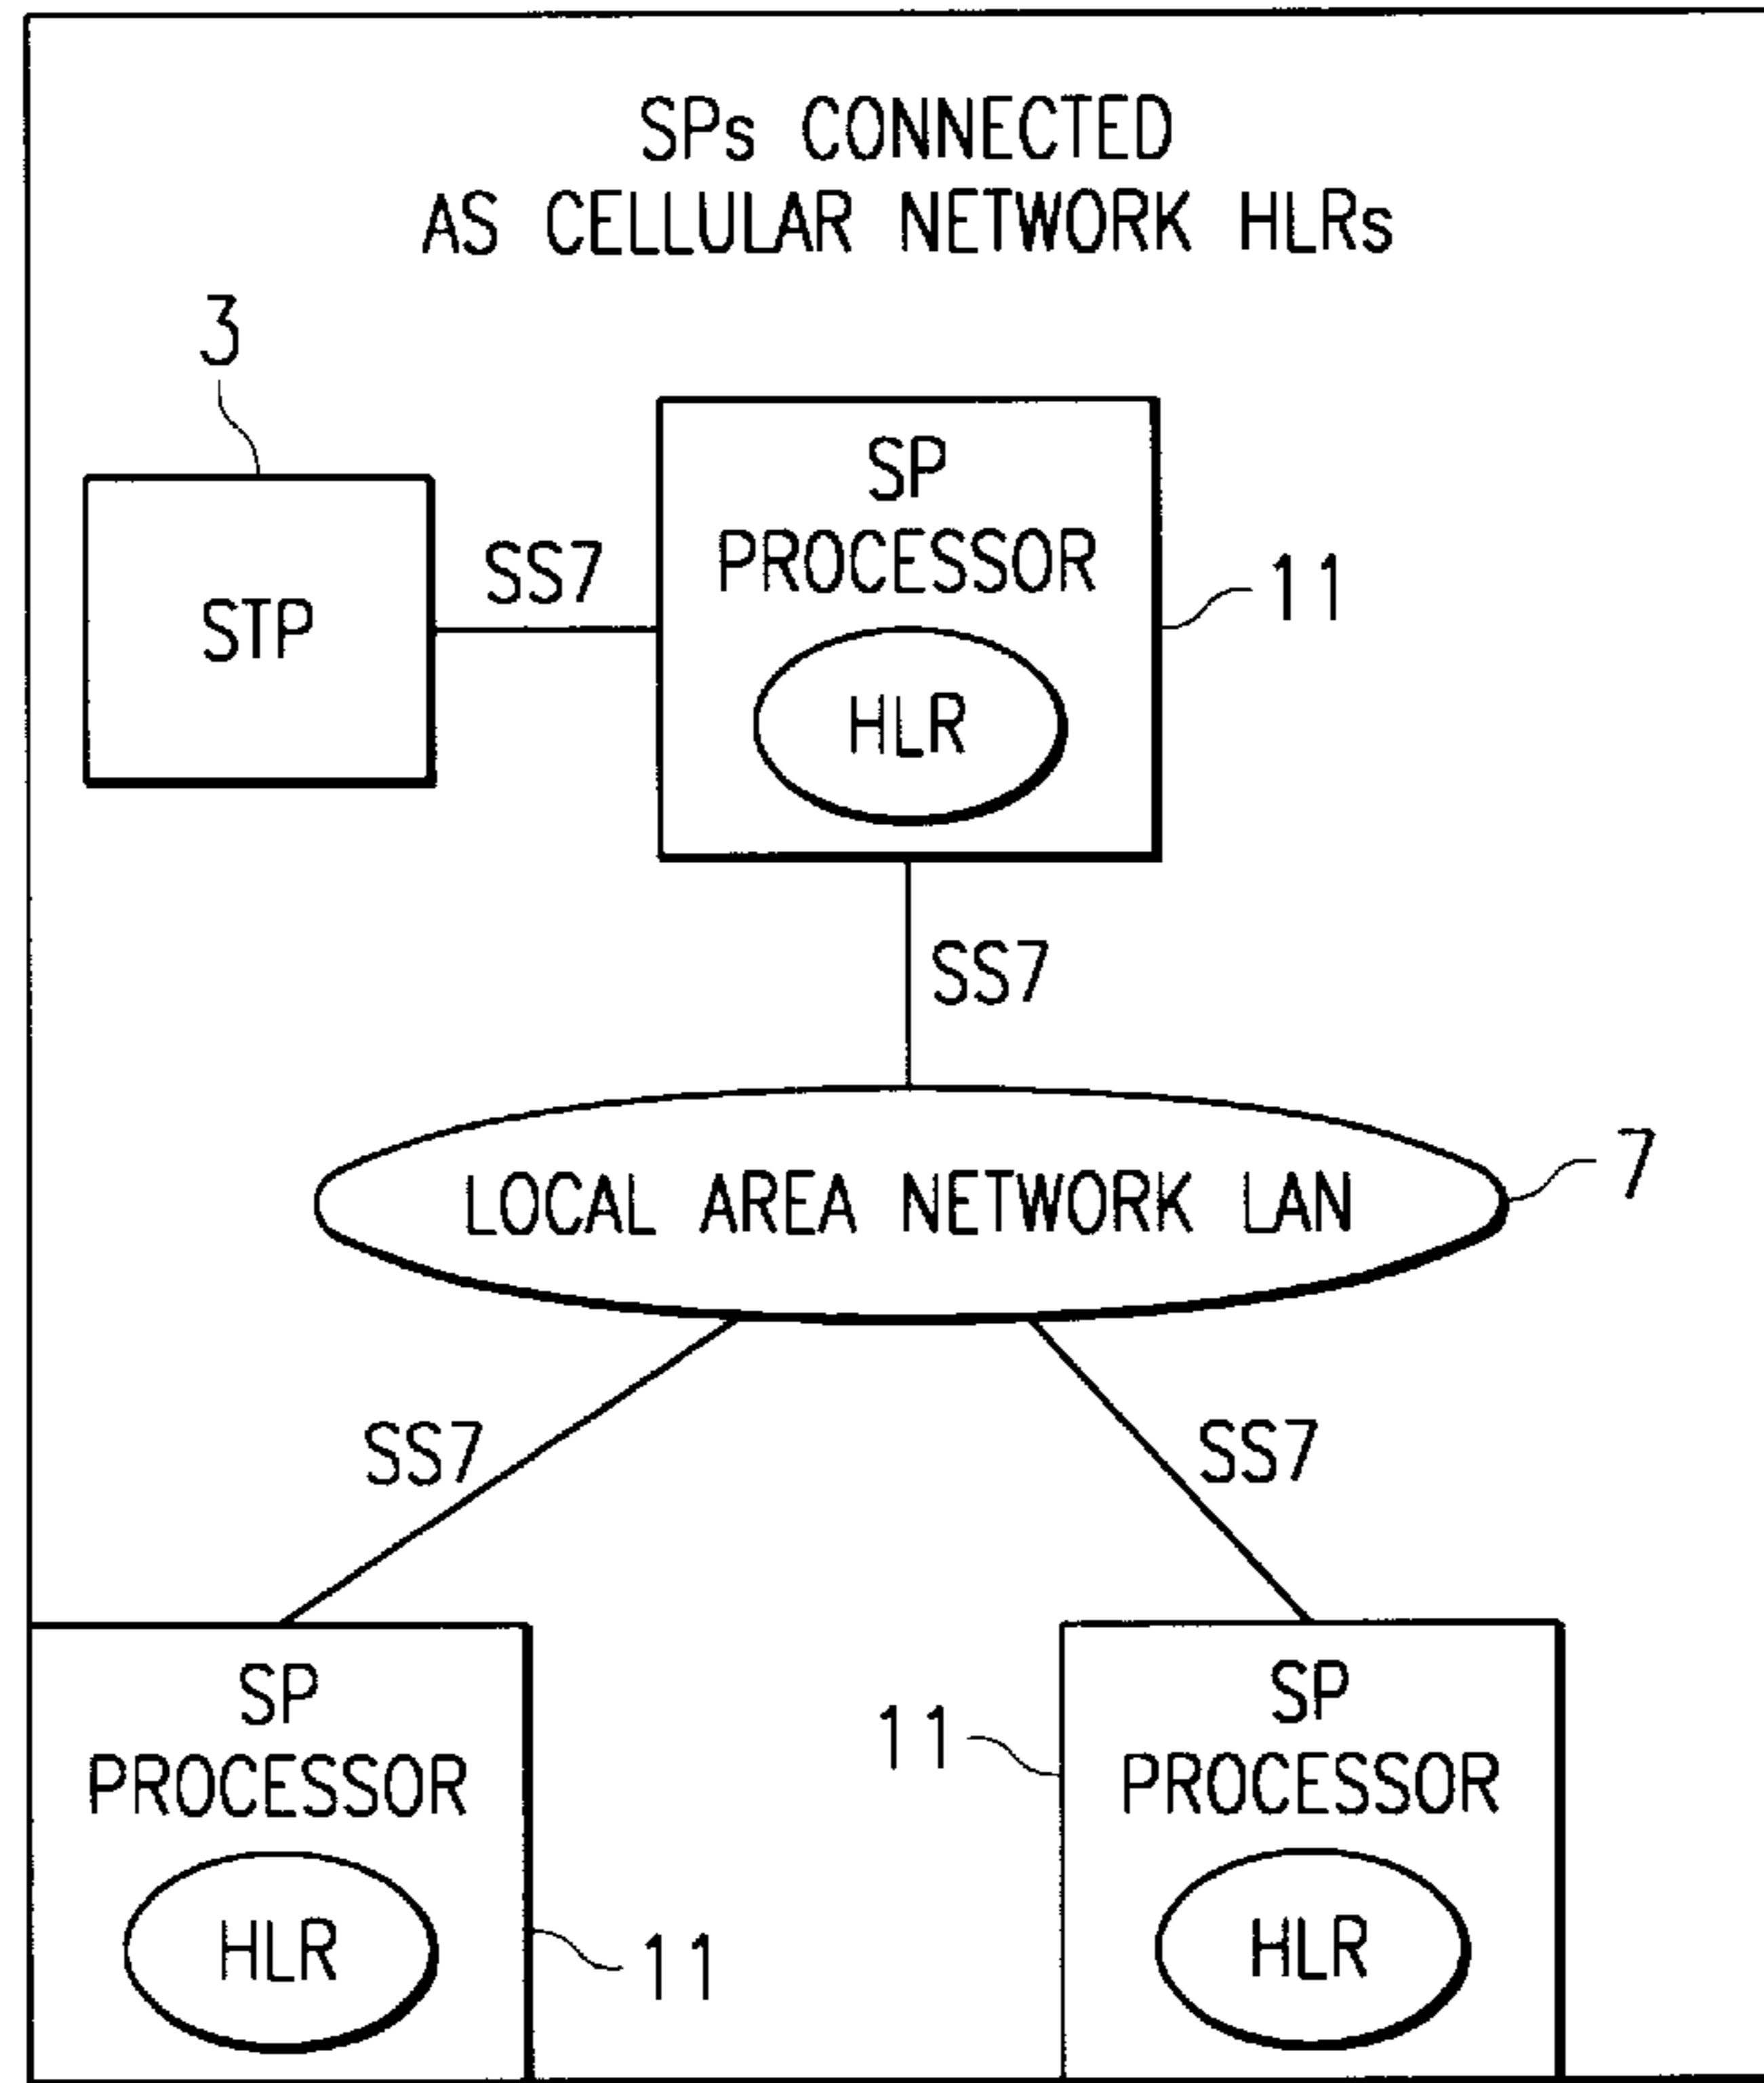 SPs CONNECTED
AS CELLULAR NETWORK HLRs
3
STP
SS7
SP
PROCESSOR
HLR
11
SS7
LOCAL AREA NETWORK LAN
7
SS7
SS7
SP
PROCESSOR
HLR
11
11
SP
PROCESSOR
HLR